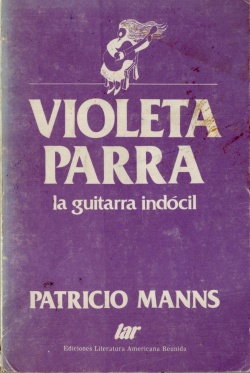 VIOLETA
PARRA
la guitarra indócil
PATRICIO MANNS
lar
Ediciones Literatura Americana Reunida